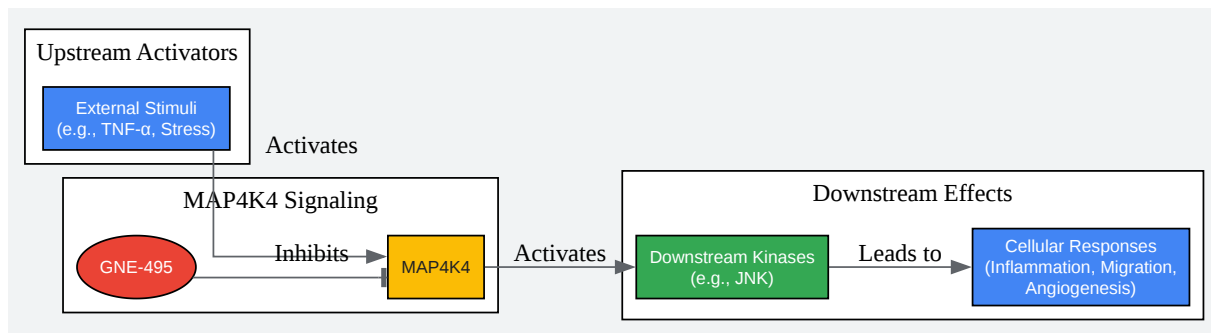 Upstream Activators
External Stimuli
(e.g., TNF-α, Stress)
Activates
MAP4K4 Signaling
GNE-495
Inhibits
MAP4K4
Activates
Downstream Effects
Downstream Kinases
(e.g., JNK)
Leads to
Cellular Responses
(Inflammation, Migration,
Angiogenesis)